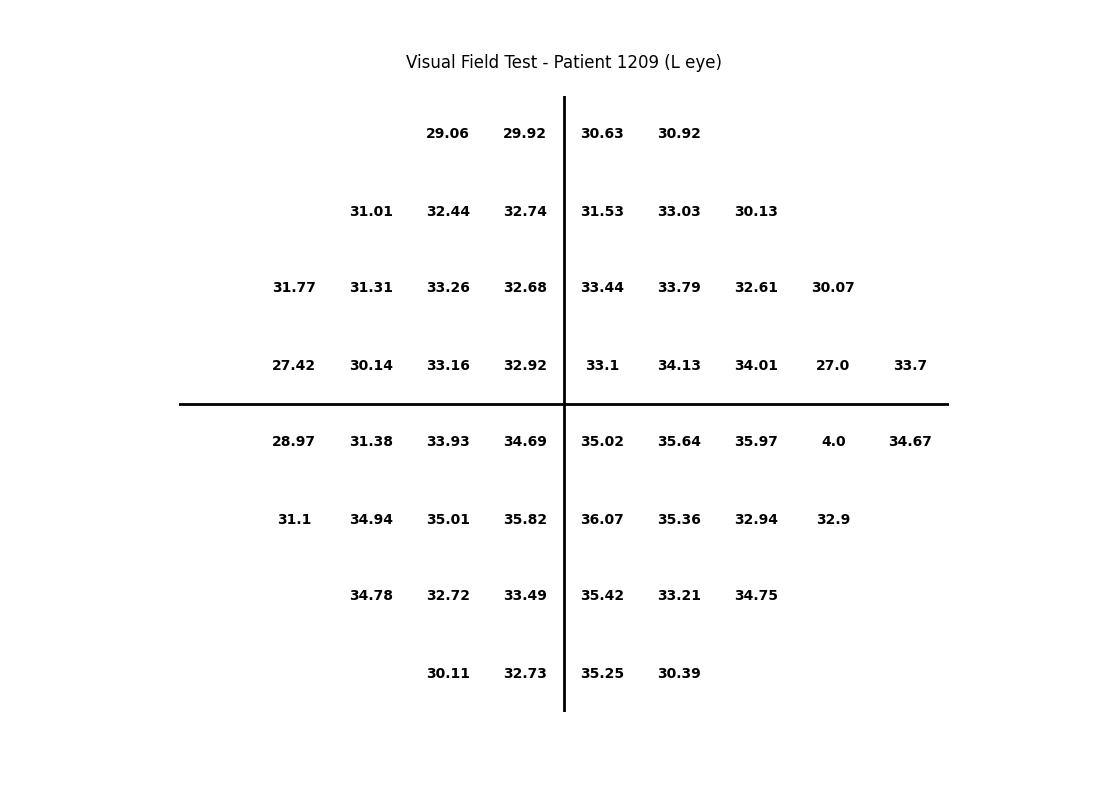 Visual Field Test - Patient 1209 (L eye)
29.06 29.92 30.63 30.92
31.01 32.44 32.74 31.53 33.03 30.13
31.77 31.31 33.26 32.68 33.44 33.79 32.61 30.07
27.42 30.14 33.16 32.92 33.1 34.13 34.01 27.0 33.7
28.97 31.38 33.93 34.69 35.02 35.64 35.97 4.0 34.67
31.1 34.94 35.01 35.82 36.07 35.36 32.94 32.9
34.78 32.72 33.49 35.42 33.21 34.75
30.11 32.73 35.25 30.39